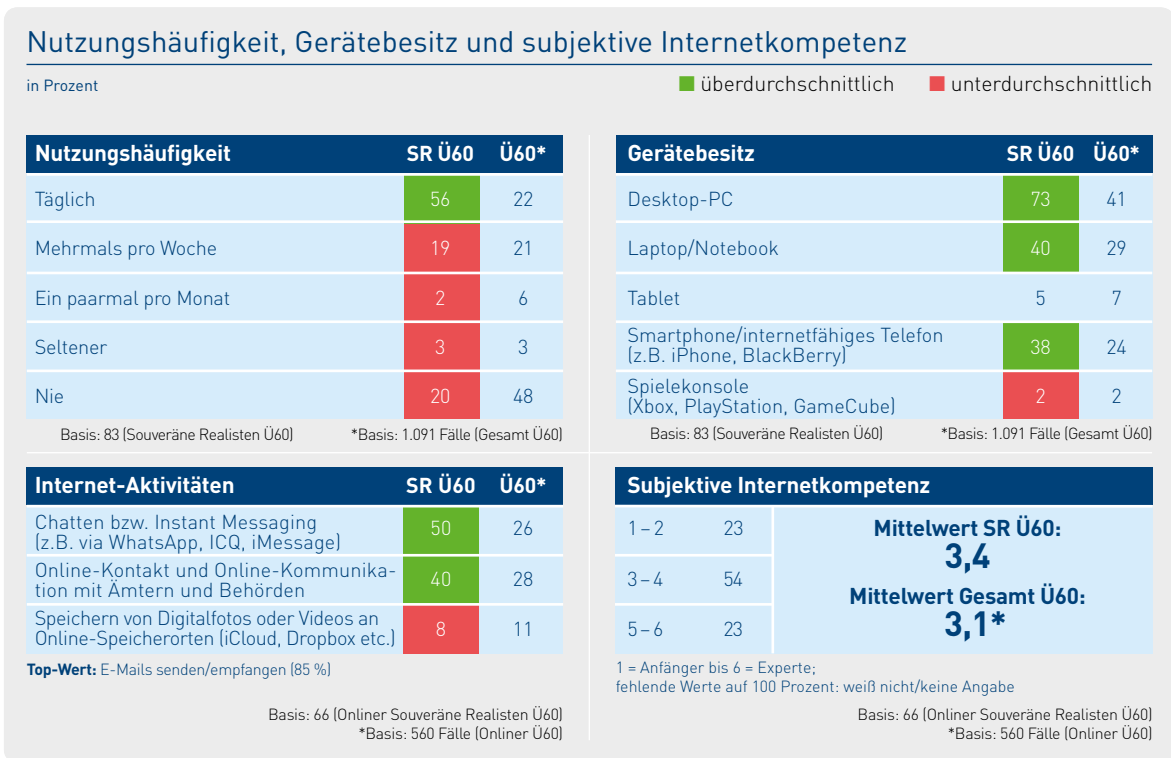 Nutzungshäufigkeit, Gerätebesitz und subjektive Internetkompetenz
in Prozent
überdurchschnittlich unterdurchschnittlich
Nutzungshäufigkeit SR Ü60 Ü60*
Täglich 56 22
Mehrmals pro Woche 19 21
Ein paarmal pro Monat 2 6
Seltener 3 3
Nie 20 48
Basis: 83 (Souveräne Realisten Ü60) *Basis: 1.091 Fälle (Gesamt Ü60)
Gerätebesitz SR Ü60 Ü60*
Desktop-PC 73 41
Laptop/Notebook 40 29
Tablet 5 7
Smartphone/internetfähiges Telefon
(z.B. iPhone, BlackBerry) 38 24
Spielekonsole
(Xbox, PlayStation, GameCube) 2 2
Basis: 83 (Souveräne Realisten Ü60) *Basis: 1.091 Fälle (Gesamt Ü60)
Internet-Aktivitäten SR Ü60 Ü60*
Chatten bzw. Instant Messaging
(z.B. via WhatsApp, ICQ, iMessage) 50 26
Online-Kontakt und Online-Kommunika-
tion mit Ämtern und Behörden 40 28
Speichern von Digitalfotos oder Videos an
Online-Speicherorten (iCloud, Dropbox etc.) 8 11
Top-Wert: E-Mails senden/empfangen (85 %)
Basis: 66 (Onliner Souveräne Realisten Ü60)
*Basis: 560 Fälle (Onliner Ü60)
Subjektive Internetkompetenz
1 – 2 23
3 – 4 54
5 – 6 23
Mittelwert SR Ü60:
3,4
Mittelwert Gesamt Ü60:
3,1*
1 = Anfänger bis 6 = Experte;
fehlende Werte auf 100 Prozent: weiß nicht/keine Angabe
Basis: 66 (Onliner Souveräne Realisten Ü60)
*Basis: 560 Fälle (Onliner Ü60)